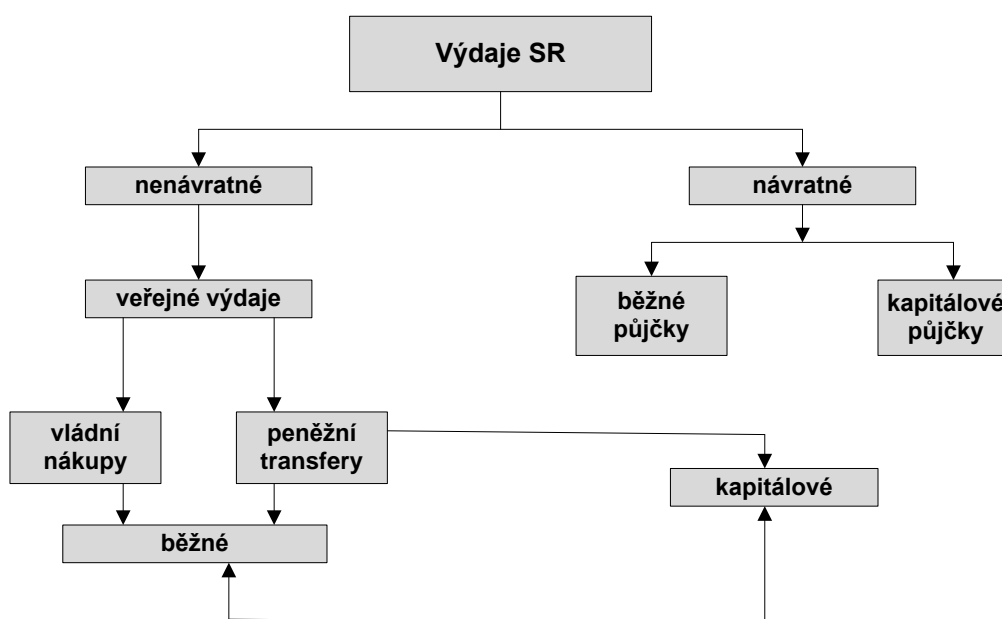 Výdaje SR
nenávratné
návratné
veřejné výdaje
běžné
půjčky
kapitálové
půjčky
vládní
nákupy
peněžní
transfery
kapitálové
běžné